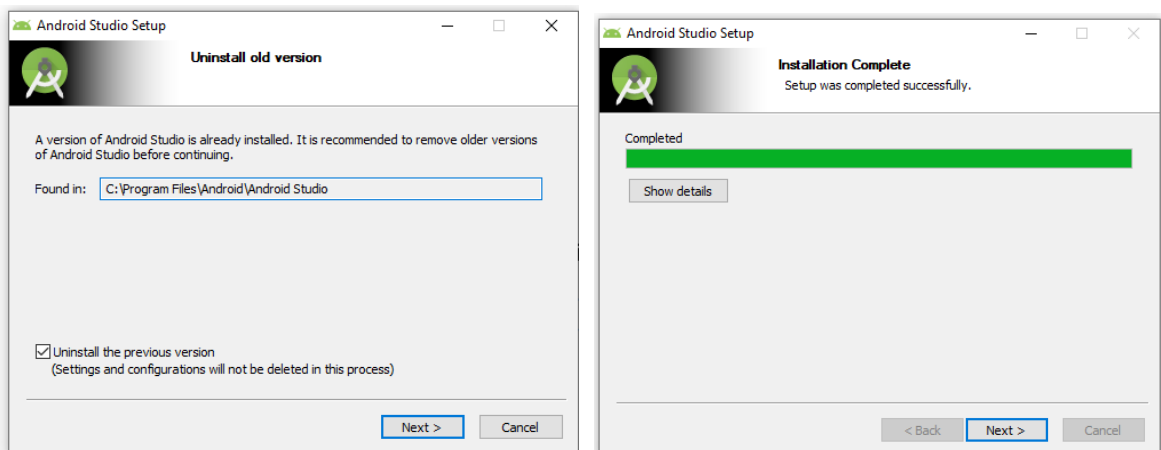 Android Studio Setup
Uninstall old version
A version of Android Studio is already installed. It is recommended to remove older versions
of Android Studio before continuing.
Found in: C:\Program Files\Android\Android Studio
Uninstall the previous version
(Settings and configurations will not be deleted in this process)
Next >
Cancel
Android Studio Setup
Installation Complete
Setup was completed successfully.
Completed
Show details
< Back
Next >
Cancel